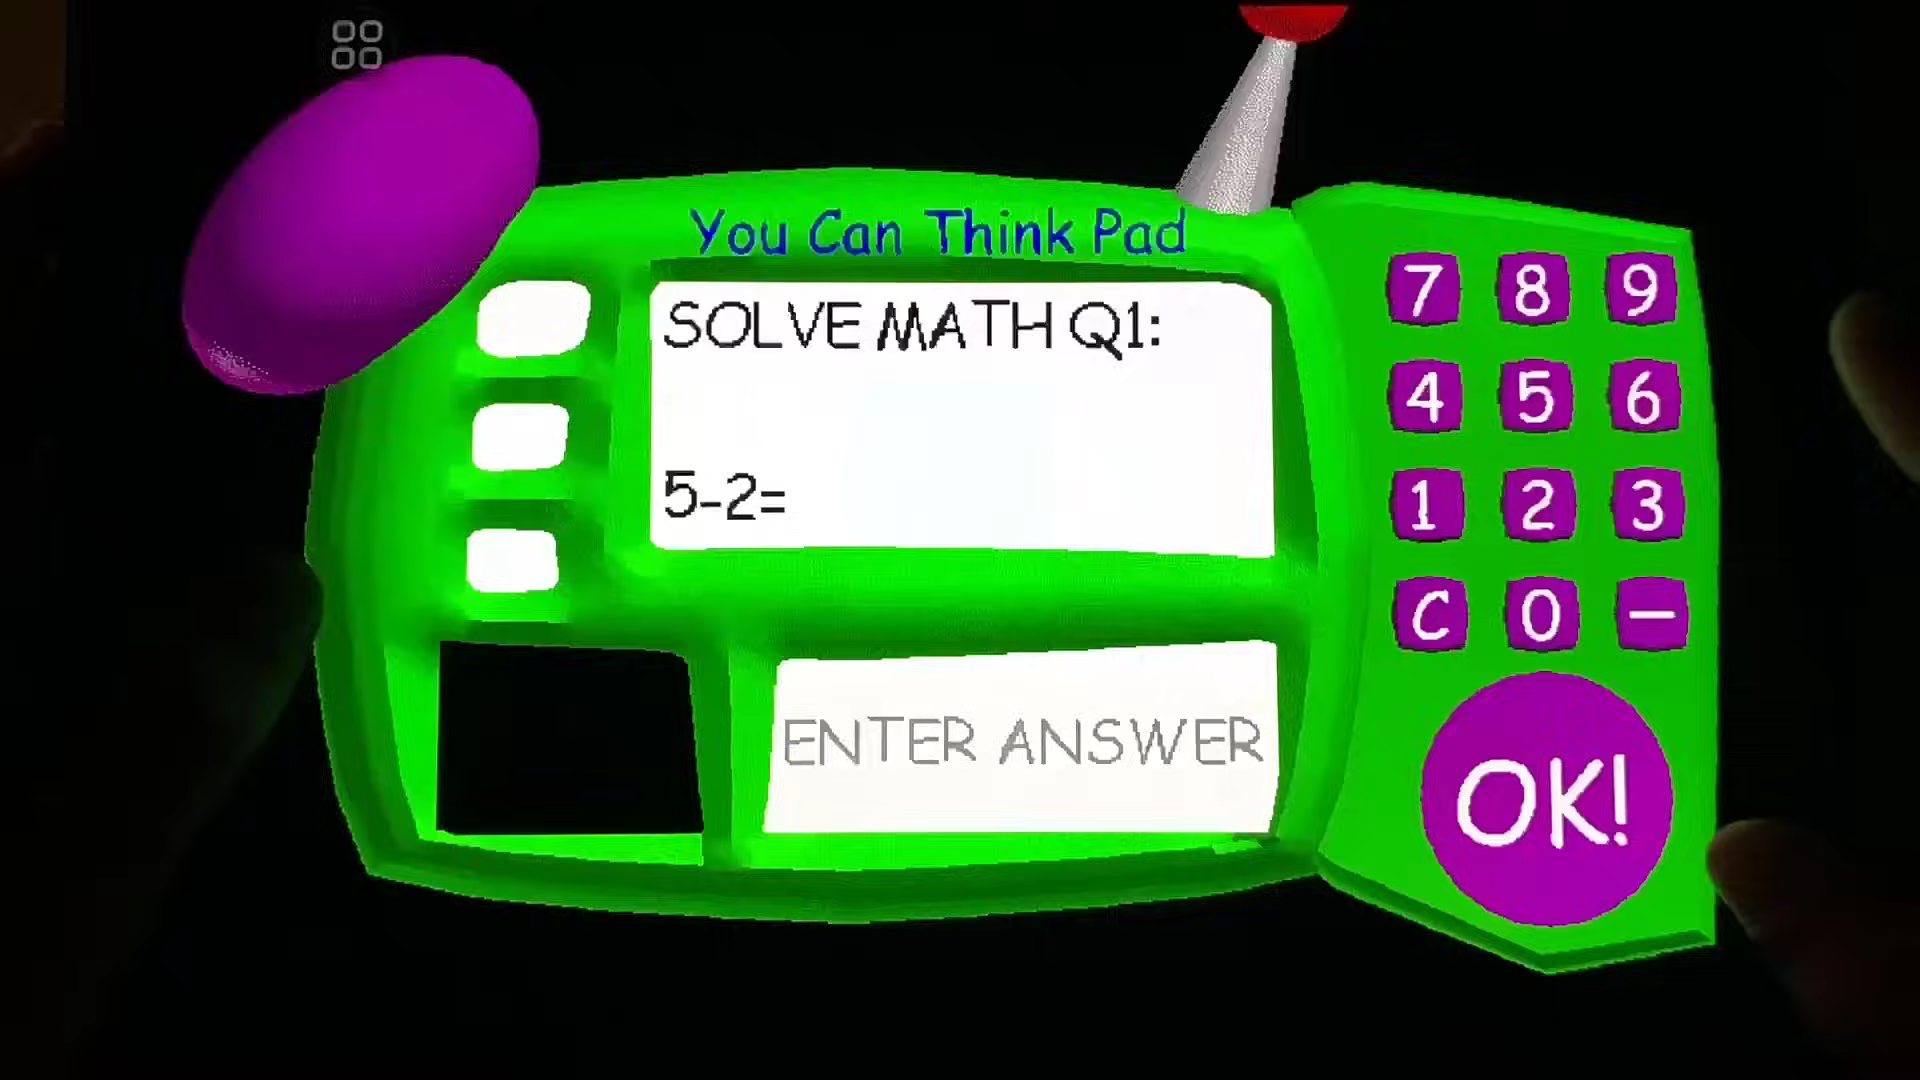 You Can Think Pad
SOLVE MATH Q1:
5-2=
7 8 9
4 5 6
1 2 3
C 0 -
ENTER ANSWER
OK!